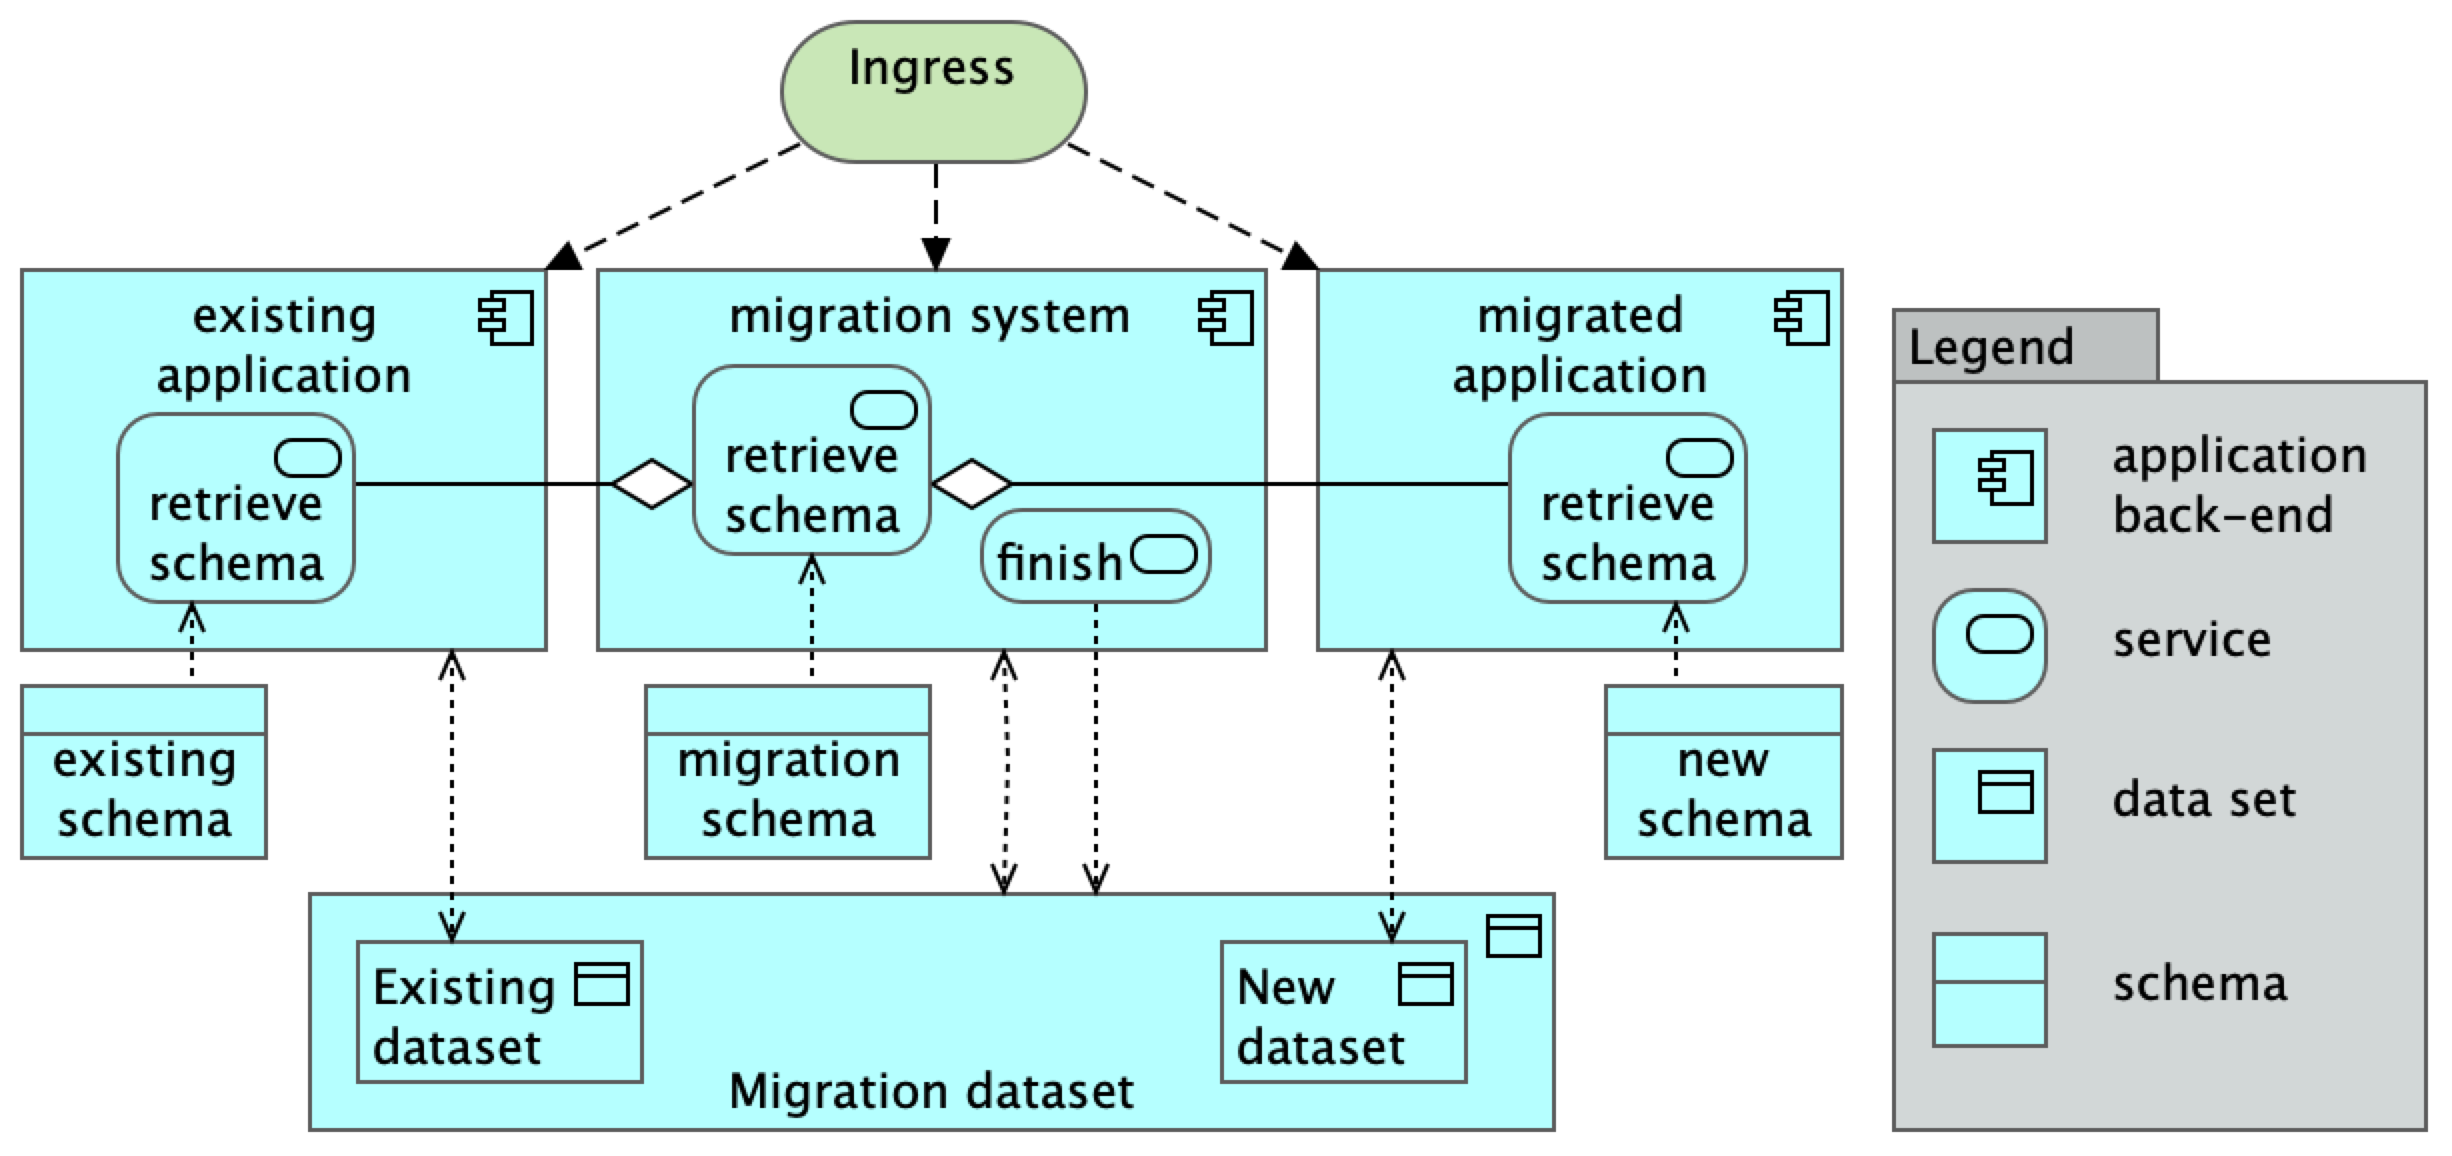 Ingress
existing
application
retrieve
schema
migration system
retrieve
schema
finish
migrated
application
retrieve
schema
existing
schema
migration
schema
new
schema
Existing
dataset
New
dataset
Migration dataset
Legend
application
back-end
service
data set
schema